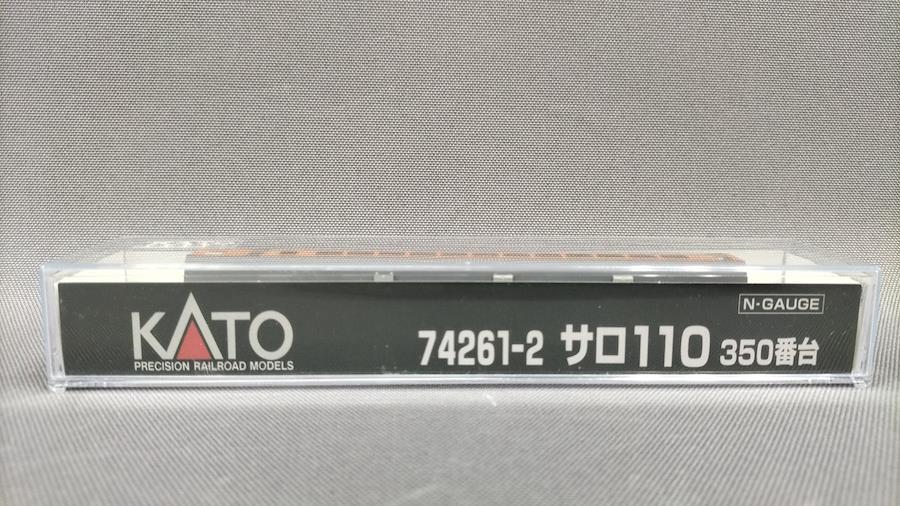 N-GAUGE
KATO
PRECISION RAILROAD MODELS
74261-2 サロ110 350番台